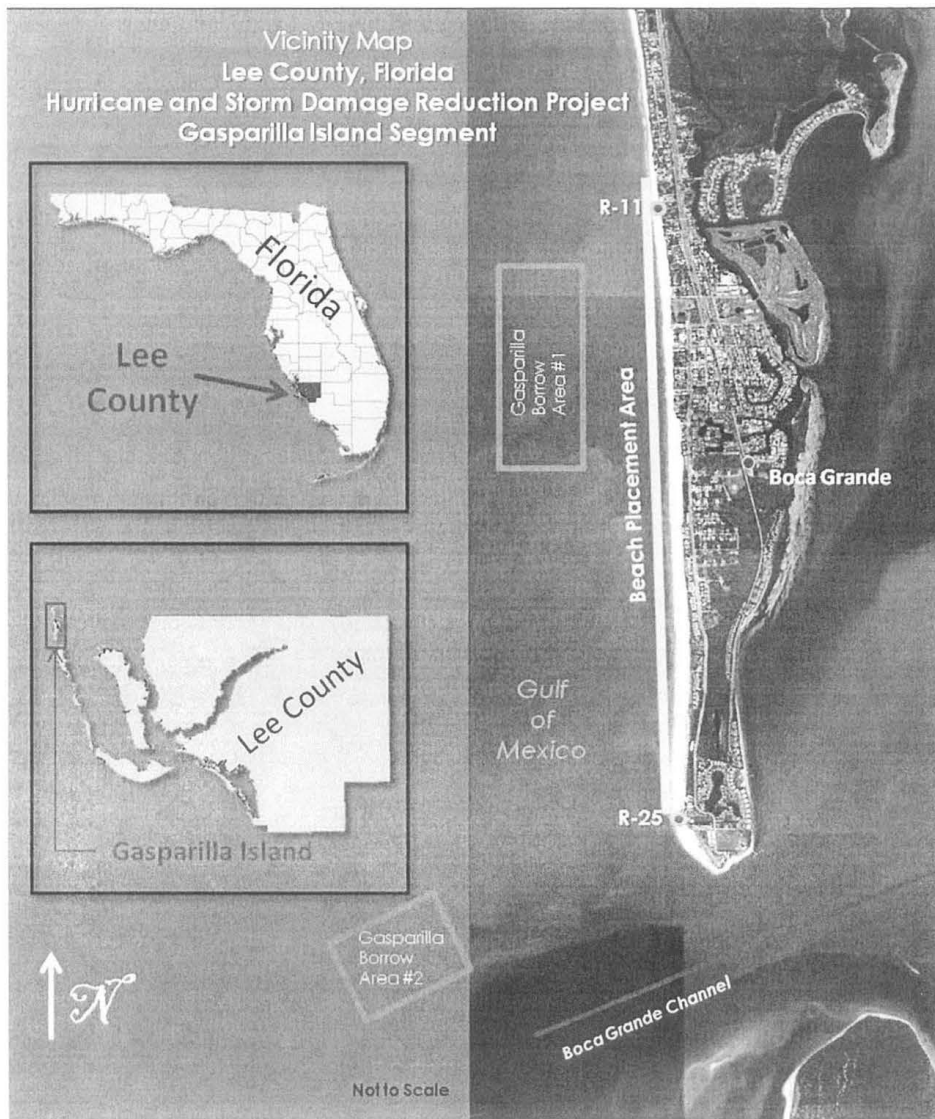 Vicinity Map
Lee County, Florida
Hurricane and Storm Damage Reduction Project
Gasparilla Island Segment
Florida
Lee
County
R-11
Gasparilla
Borrow
Area #1
Beach Placement Area
Boca Grande
Lee County
Gasparilla Island
Gulf
of
Mexico
R-25
Gasparilla
Borrow
Area #2
N
Boca Grande Channel
Not to Scale